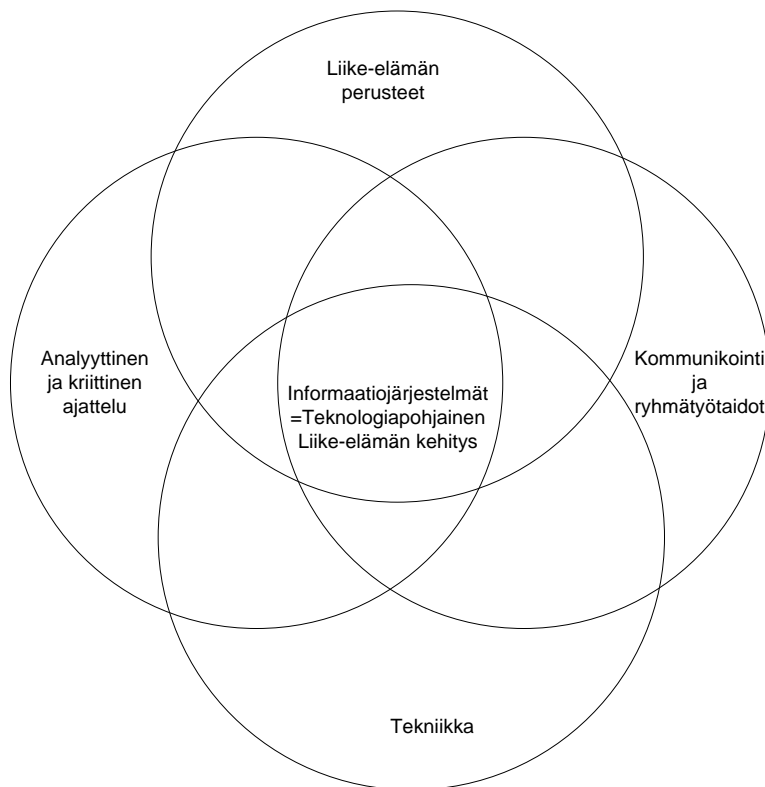 Liike-elämän
perusteet
Analyyttinen
ja kriittinen
ajattelu
Informaatiojärjestelmät
=Teknologiapohjainen
Liike-elämän kehitys
Kommunikointi
ja
ryhmätyötaidot
Tekniikka